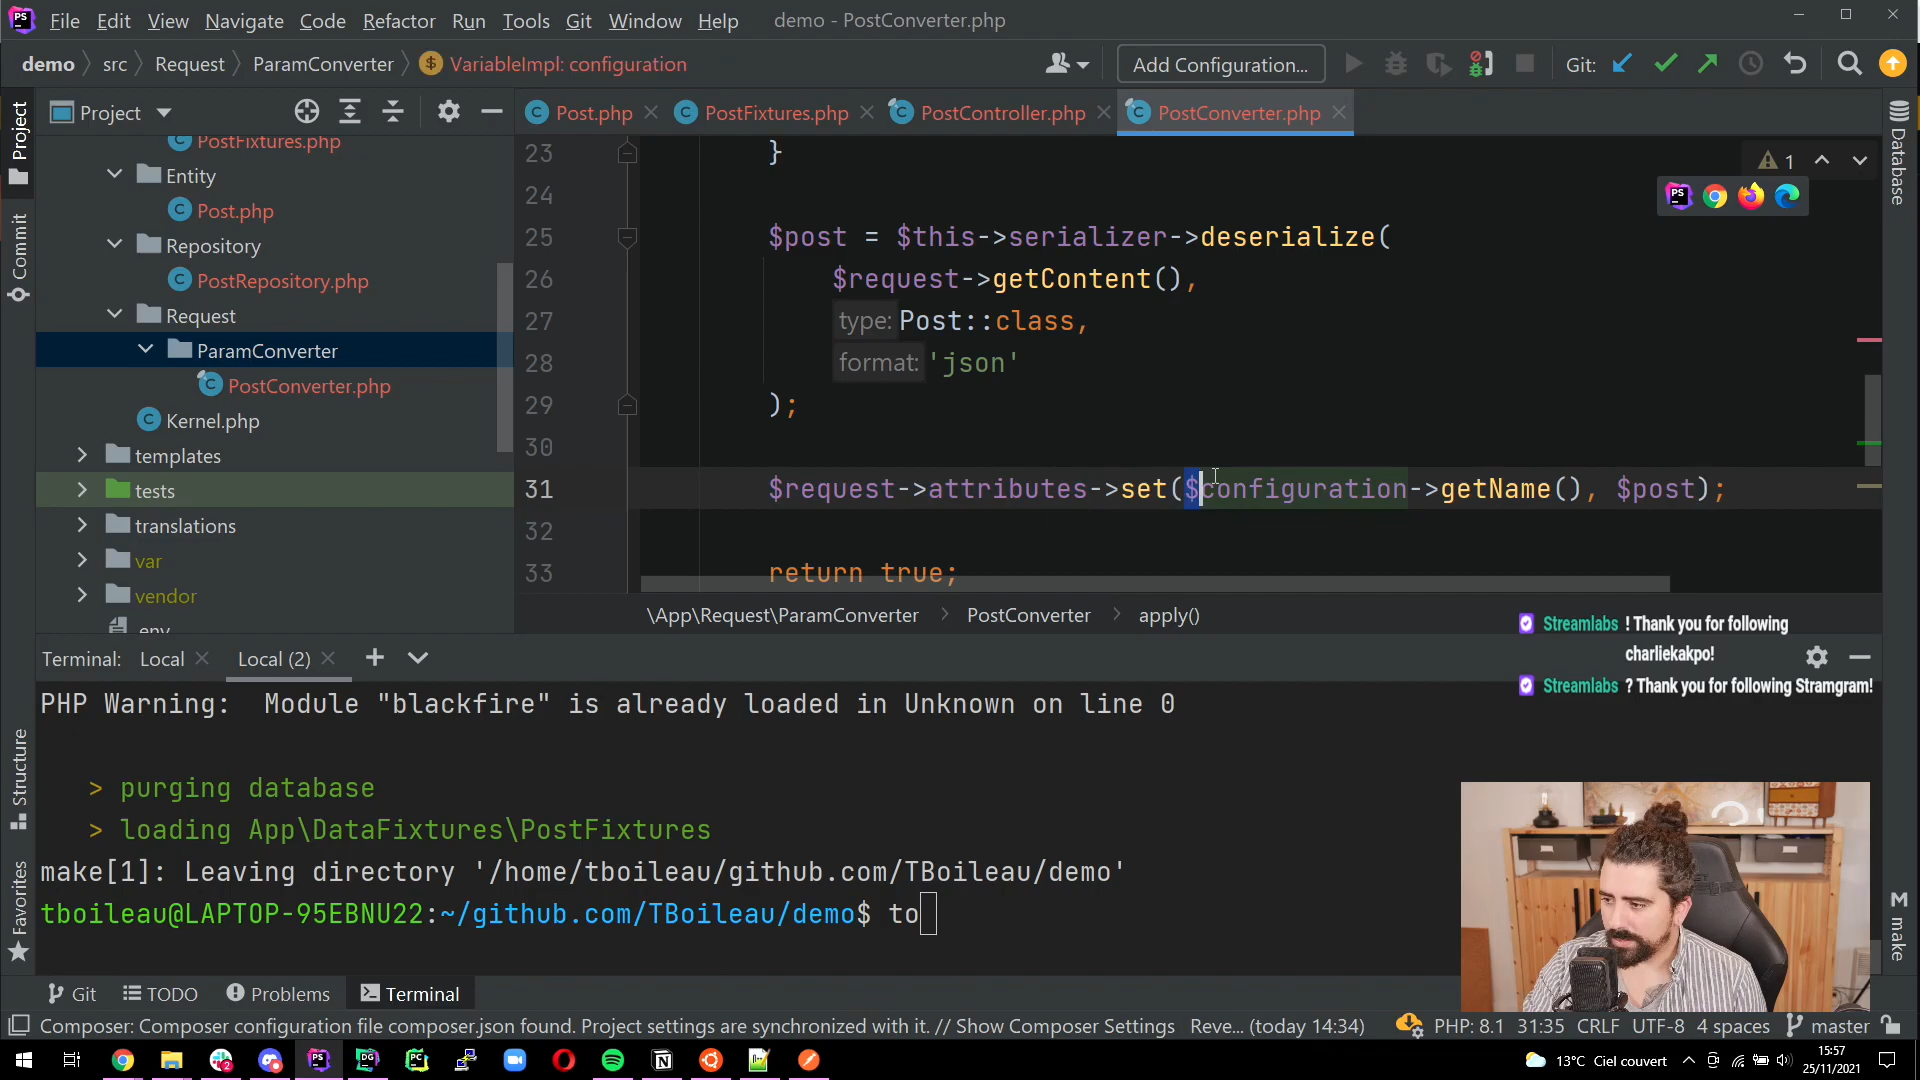 File Edit View Navigate Code Refactor Run Tools Git Window Help demo - PostConverter.php
demo src Request ParamConverter $ VariableImpl: configuration Add Configuration... Git:
Project Post.php PostFixtures.php PostController.php PostConverter.php
Project
Commit
Structure
Favorites
Database
make
PostFixtures.php
Entity
Post.php
Repository
PostRepository.php
Request
ParamConverter
PostConverter.php
Kernel.php
templates
tests
translations
var
vendor
.env
1
23 }
24
25 $post = $this->serializer->deserialize(
26 $request->getContent(),
27 type: Post::class,
28 format: 'json'
29 );
30
31 $request->attributes->set($configuration->getName(), $post);
32
33 return true;
\App\Request\ParamConverter PostConverter apply()
Streamlabs ! Thank you for following
charliekakpo!
Streamlabs ? Thank you for following Stramgram!
Terminal: Local Local (2)
PHP Warning:  Module "blackfire" is already loaded in Unknown on line 0
> purging database
> loading App\DataFixtures\PostFixtures
make[1]: Leaving directory '/home/tboileau/github.com/TBoileau/demo'
tboileau@LAPTOP-95EBNU22:~/github.com/TBoileau/demo$ to
Git TODO Problems Terminal
Composer: Composer configuration file composer.json found. Project settings are synchronized with it. // Show Composer Settings Reve... (today 14:34) PHP: 8.1 31:35 CRLF UTF-8 4 spaces master
13°C Ciel couvert
15:57
25/11/2021